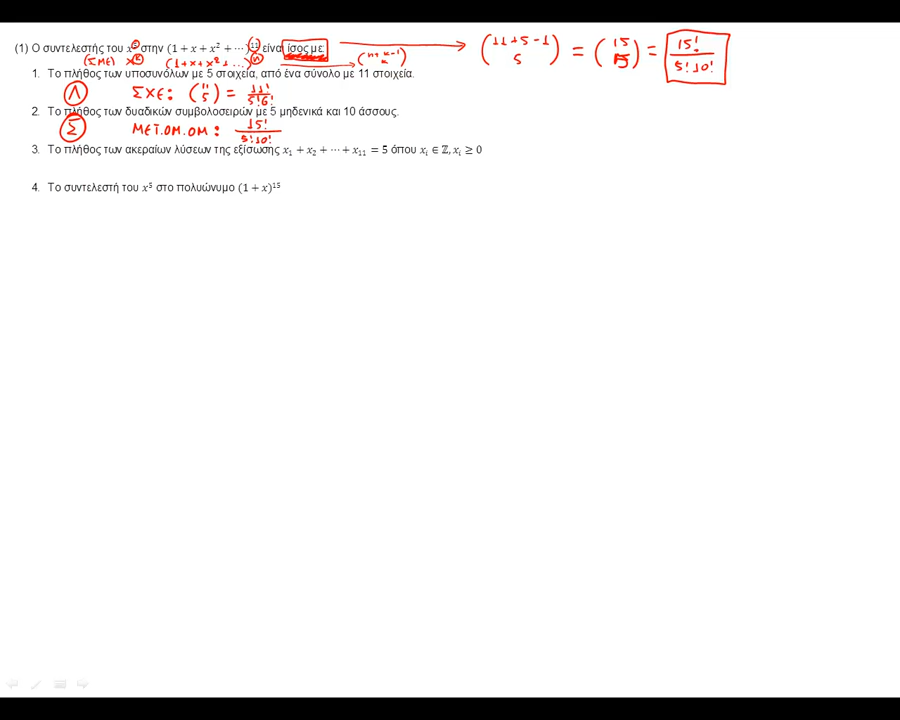 (1) Ο συντελεστής του x⁵ στην (1 + x + x² + ⋯)¹¹ είναι ίσος με:
(ΣΜΕ) xᵏ (1+x+x²+...)ⁿ → (n+k-1 k) → (11+5-1 5) = (15 5) = 15!/5!10!
1. Το πλήθος των υποσυνόλων με 5 στοιχεία, από ένα σύνολο με 11 στοιχεία.
Λ ΣΧΕ: (11 5) = 11!/5!6!
2. Το πλήθος των δυαδικών συμβολοσειρών με 5 μηδενικά και 10 άσσους.
Σ ΜΕΤ.ΟΜ.ΟΜ: 15!/5!10!
3. Το πλήθος των ακεραίων λύσεων της εξίσωσης x₁ + x₂ + ⋯ + x₁₁ = 5 όπου xᵢ ∈ ℤ, xᵢ ≥ 0
4. Το συντελεστή του x⁵ στο πολυώνυμο (1 + x)¹⁵